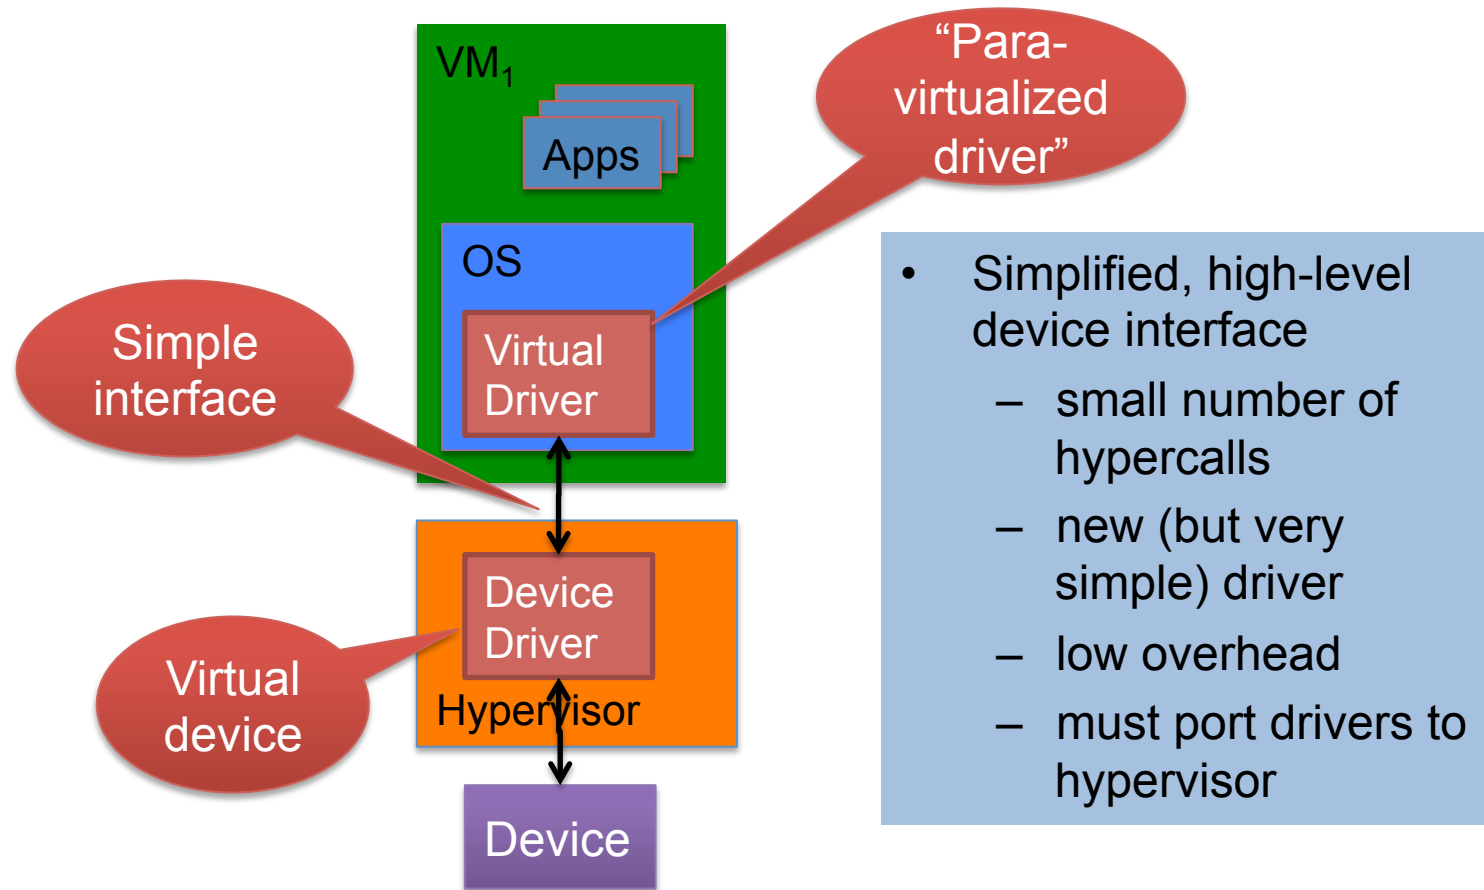 VM1
Apps
OS
Virtual
Driver
“Para-
virtualized
driver”
Simple
interface
Device
Driver
Hypervisor
Virtual
device
Device
• Simplified, high-level
device interface
– small number of
hypercalls
– new (but very
simple) driver
– low overhead
– must port drivers to
hypervisor